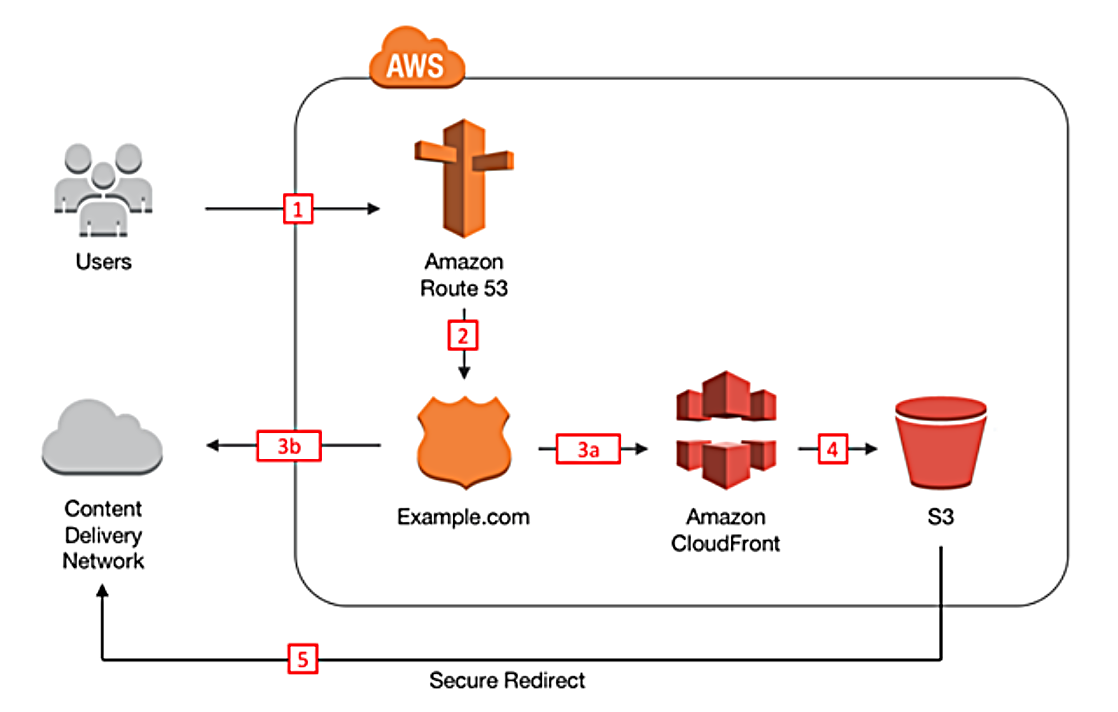 AWS
1
Users
Amazon
Route 53
2
3b
Example.com
3a
Amazon
CloudFront
4
S3
Content
Delivery
Network
5
Secure Redirect